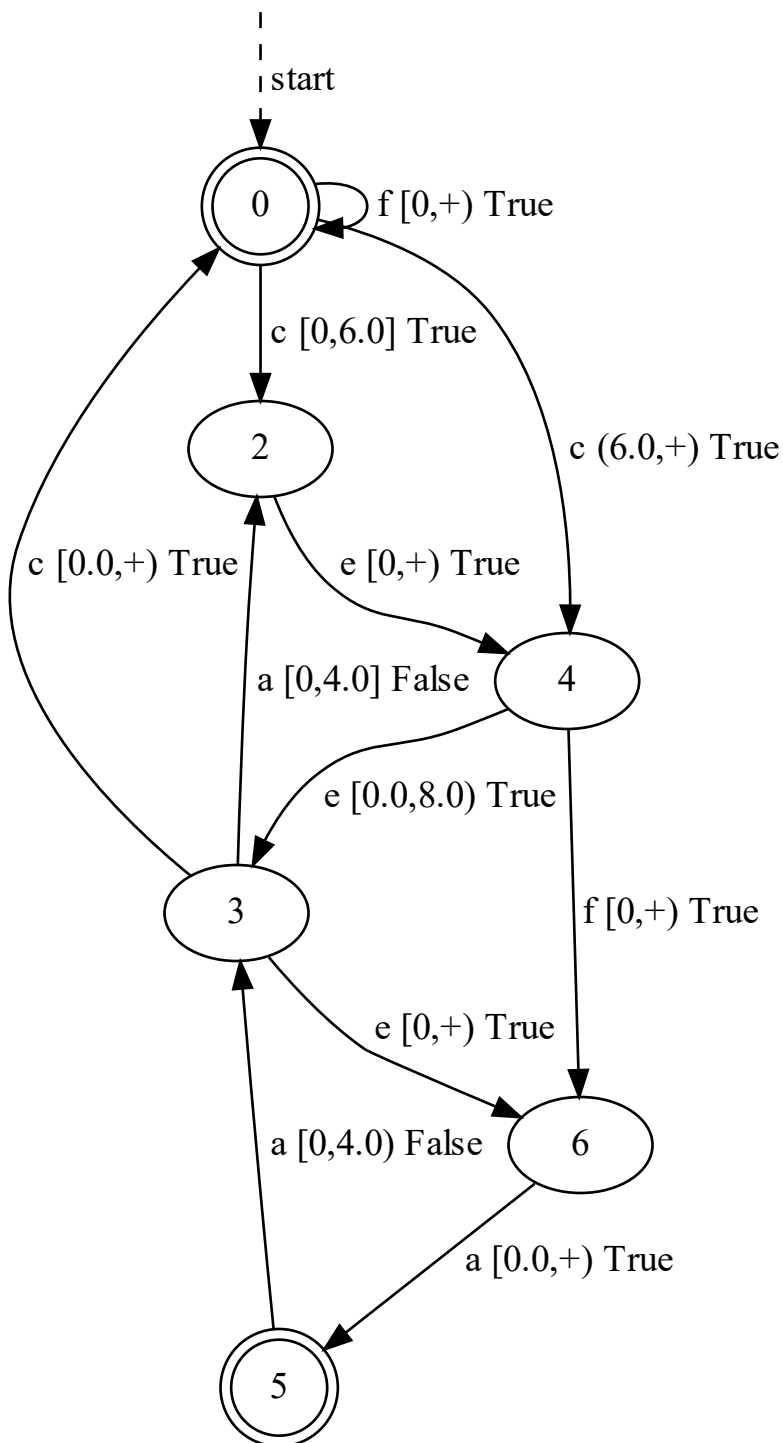 start
0
f [0,+) True
c [0,6.0] True
2
c (6.0,+) True
c [0.0,+) True
e [0,+) True
a [0,4.0] False
4
e [0.0,8.0) True
3
f [0,+) True
e [0,+) True
a [0,4.0) False
6
a [0.0,+) True
5